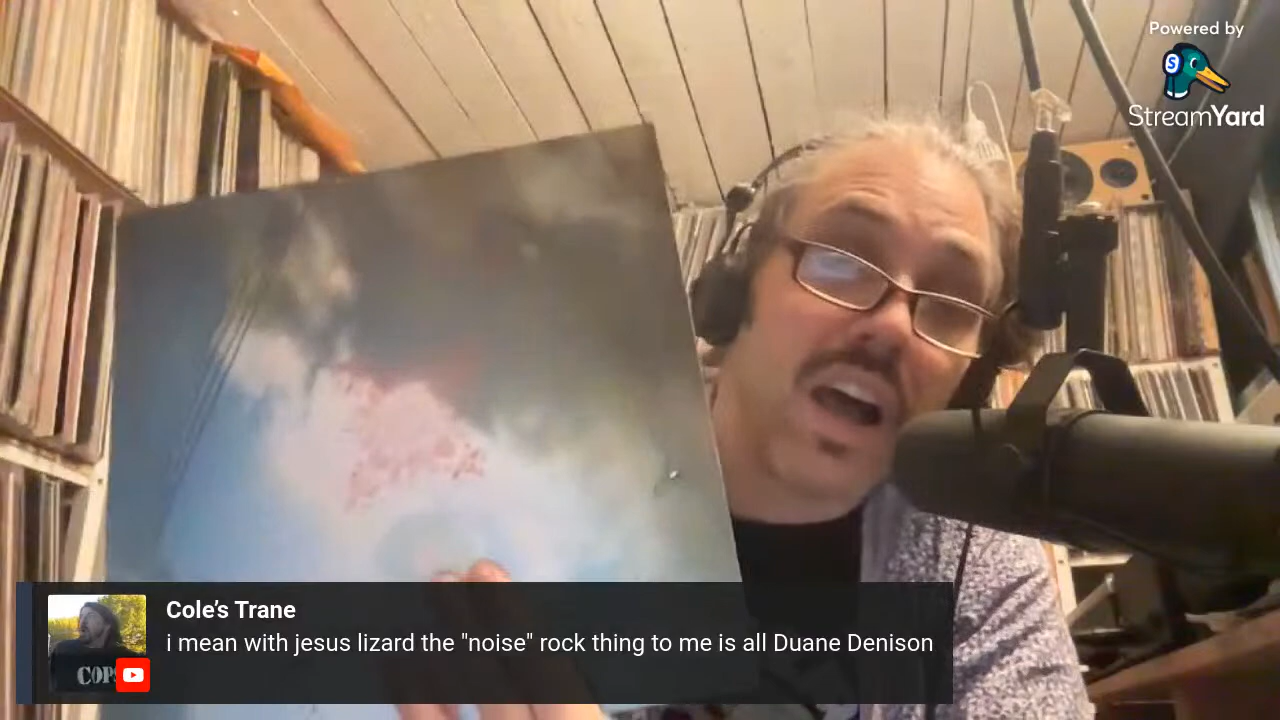 Powered by
StreamYard
Cole's Trane
i mean with jesus lizard the "noise" rock thing to me is all Duane Denison
COP